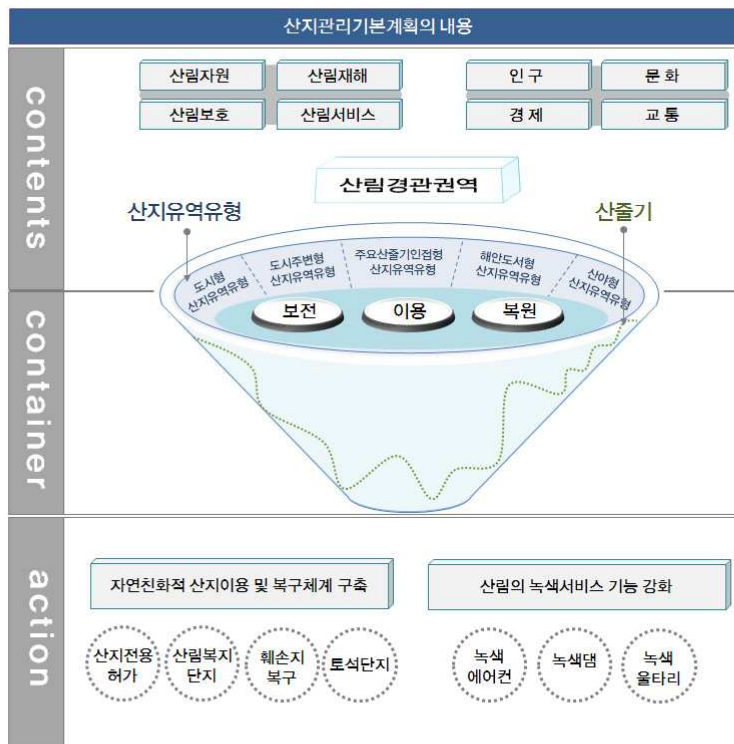 산지관리기본계획의 내용
contents
산림자원
산림재해
인 구
문 화
산림보호
산림서비스
경 제
교 통
산림경관권역
산지유역유형
산줄기
도시형
산지유역유형
도시주변형
산지유역유형
주요산줄기인접형
산지유역유형
해안도서형
산지유역유형
산야형
산지유역유형
보전
이용
복원
container
action
자연친화적 산지이용 및 복구체계 구축
산림의 녹색서비스 기능 강화
산지전용
허가
산림복지
단지
훼손지
복구
토석단지
녹색
에어컨
녹색댐
녹색
울타리